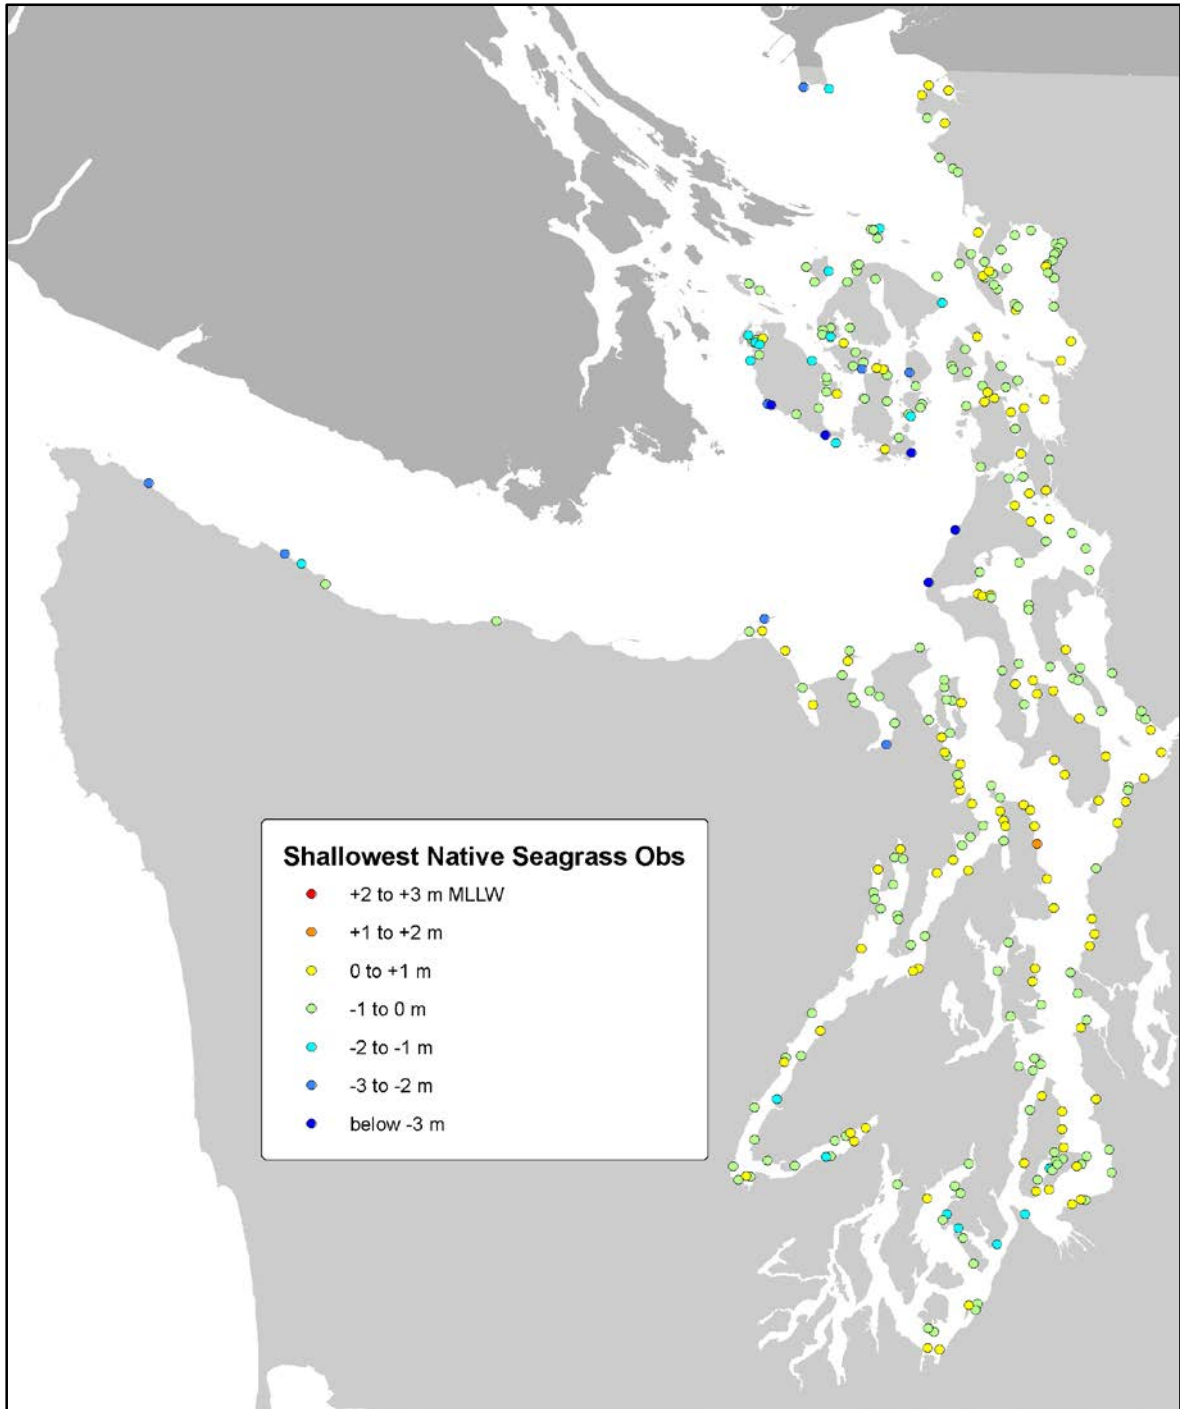 Shallowest Native Seagrass Obs
+2 to +3 m MLLW
+1 to +2 m
0 to +1 m
-1 to 0 m
-2 to -1 m
-3 to -2 m
below -3 m